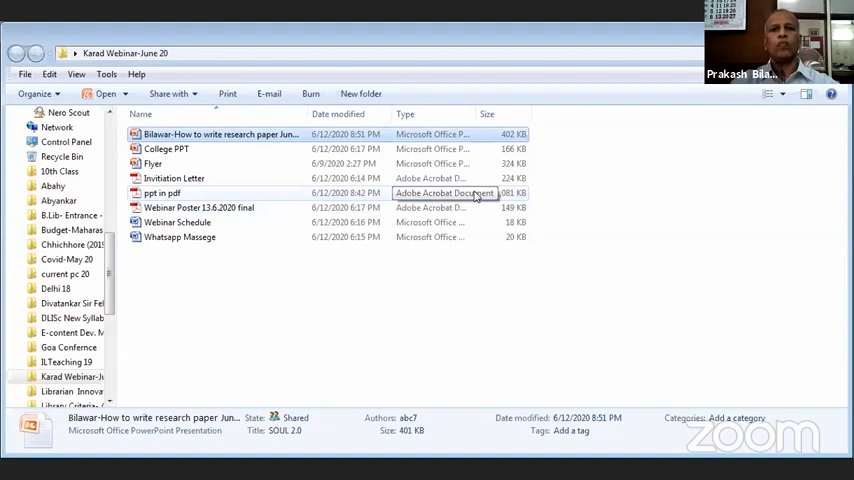 Prakash Bila...
Karad Webinar-June 20
File Edit View Tools Help
Organize Open Share with Print E-mail Burn New folder
Name Date modified Type Size
Nero Scout
Network
Control Panel
Recycle Bin
10th Class
Abahy
Abyankar
B.Lib- Entrance -
Budget-Maharas
Chhichhore (2019
Covid-May 20
current pc 20
Delhi 18
Divatankar Sir Fel
DLISc New Syllab
E-content Dev. M
Goa Confernce
ILTeaching 19
Karad Webinar-Ju
Librarian Innova
Library Criteria-
Bilawar-How to write research paper Jun... 6/12/2020 8:51 PM Microsoft Office P... 402 KB
College PPT 6/12/2020 6:17 PM Microsoft Office P... 166 KB
Flyer 6/9/2020 2:27 PM Microsoft Office P... 324 KB
Invitation Letter 6/12/2020 6:14 PM Adobe Acrobat D... 224 KB
ppt in pdf 6/12/2020 8:42 PM Adobe Acrobat Document 081 KB
Webinar Poster 13.6.2020 final 6/12/2020 6:17 PM Adobe Acrobat D... 149 KB
Webinar Schedule 6/12/2020 6:16 PM Microsoft Office ... 18 KB
Whatsapp Massege 6/12/2020 6:15 PM Microsoft Office ... 20 KB
Bilawar-How to write research paper Jun... State: Shared Authors: abc7 Date modified: 6/12/2020 8:51 PM Categories: Add a category
Microsoft Office PowerPoint Presentation Title: SOUL 2.0 Size: 401 KB Tags: Add a tag
zoom